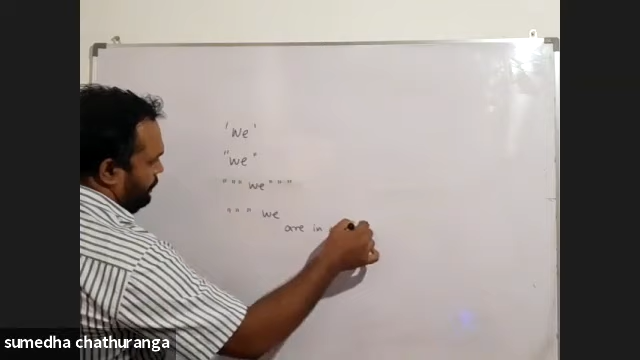 'We'
"We"
""" we """
""" we
are in
sumedha chathuranga